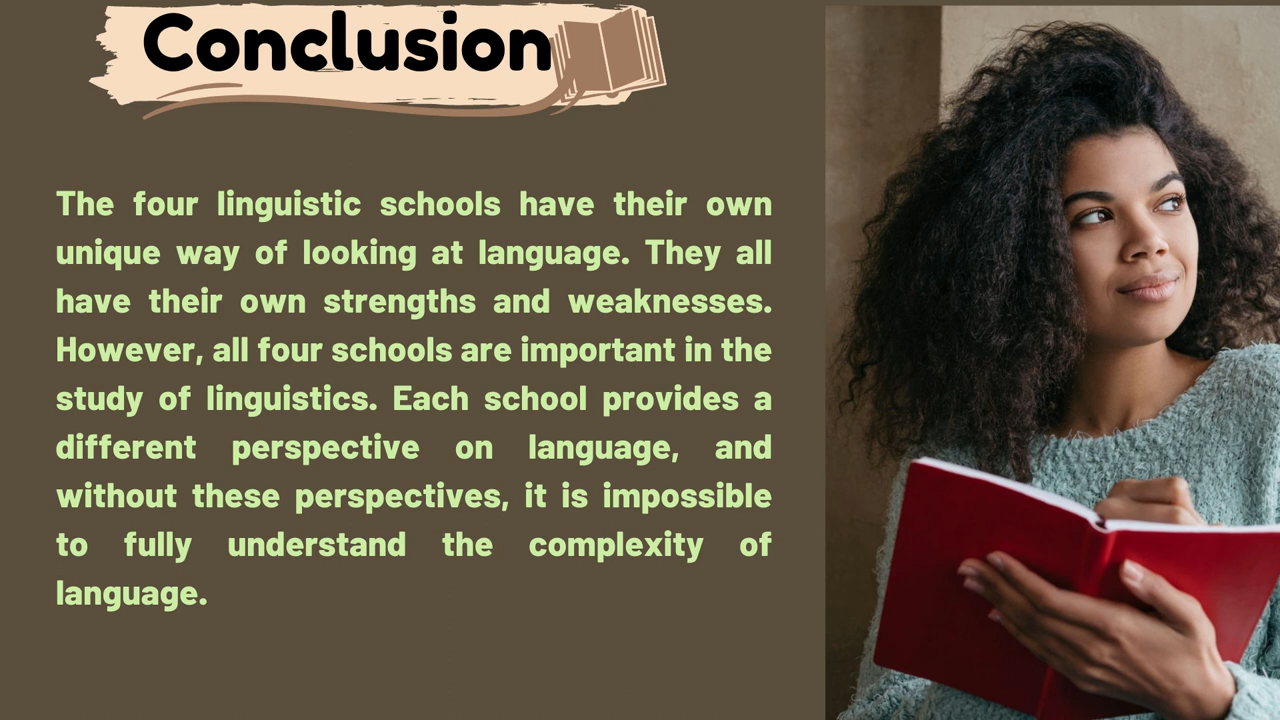 Conclusion
The four linguistic schools have their own
unique way of looking at language. They all
have their own strengths and weaknesses.
However, all four schools are important in the
study of linguistics. Each school provides a
different perspective on language, and
without these perspectives, it is impossible
to fully understand the complexity of
language.